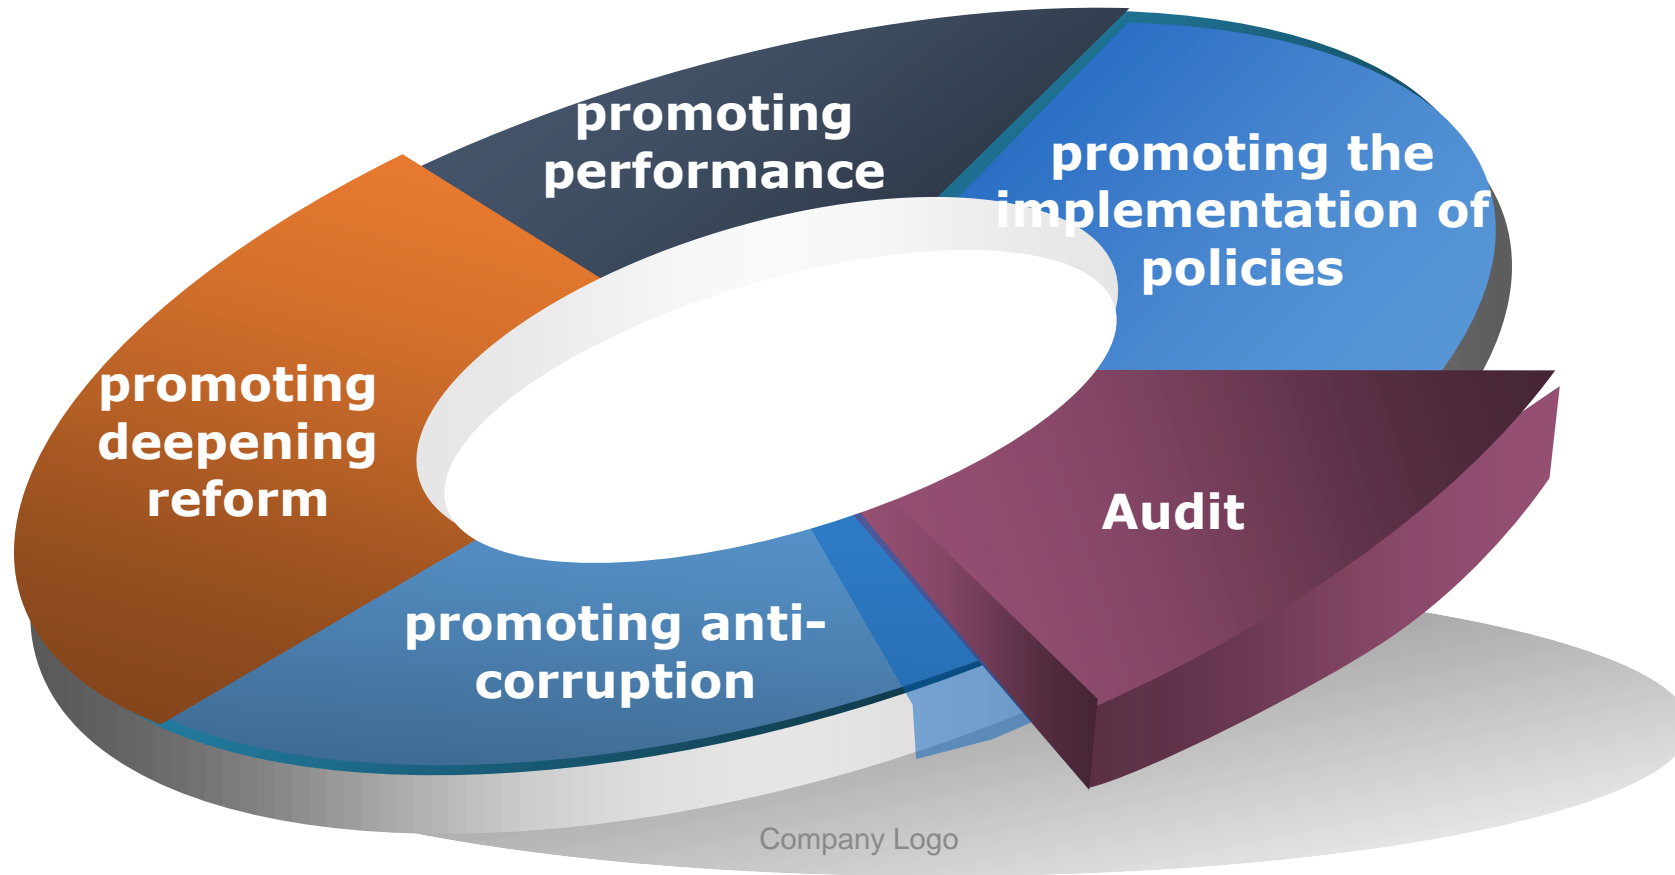 promoting
performance
promoting the
implementation of
policies
promoting
deepening
reform
Audit
promoting anti-
corruption
Company Logo